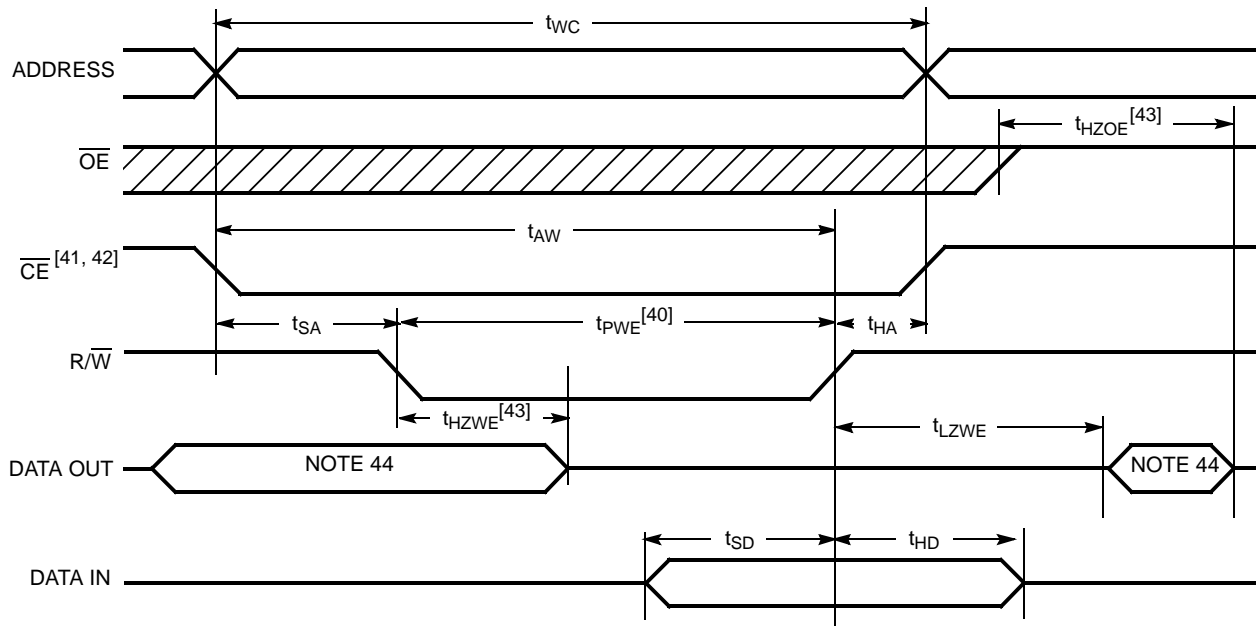 tWC
ADDRESS
tHZOE[43]
OE
tAW
CE [41, 42]
tSA
tPWE[40]
tHA
R/W
tHZWE[43]
tLZWE
DATA OUT
NOTE 44
NOTE 44
tSD
tHD
DATA IN